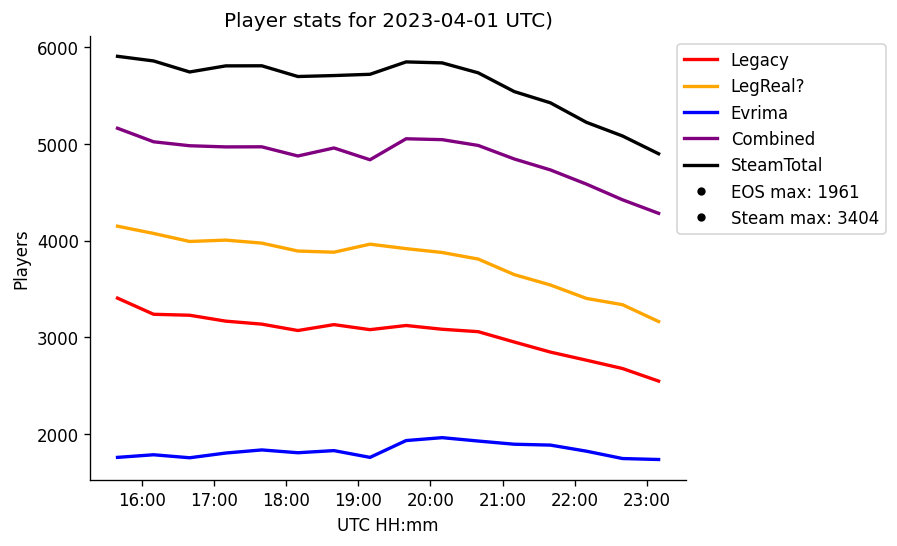 Player stats for 2023-04-01 UTC)
6000
5000
4000
3000
2000
Players
16:00 17:00 18:00 19:00 20:00 21:00 22:00 23:00
UTC HH:mm
Legacy
LegReal?
Evrima
Combined
SteamTotal
EOS max: 1961
Steam max: 3404